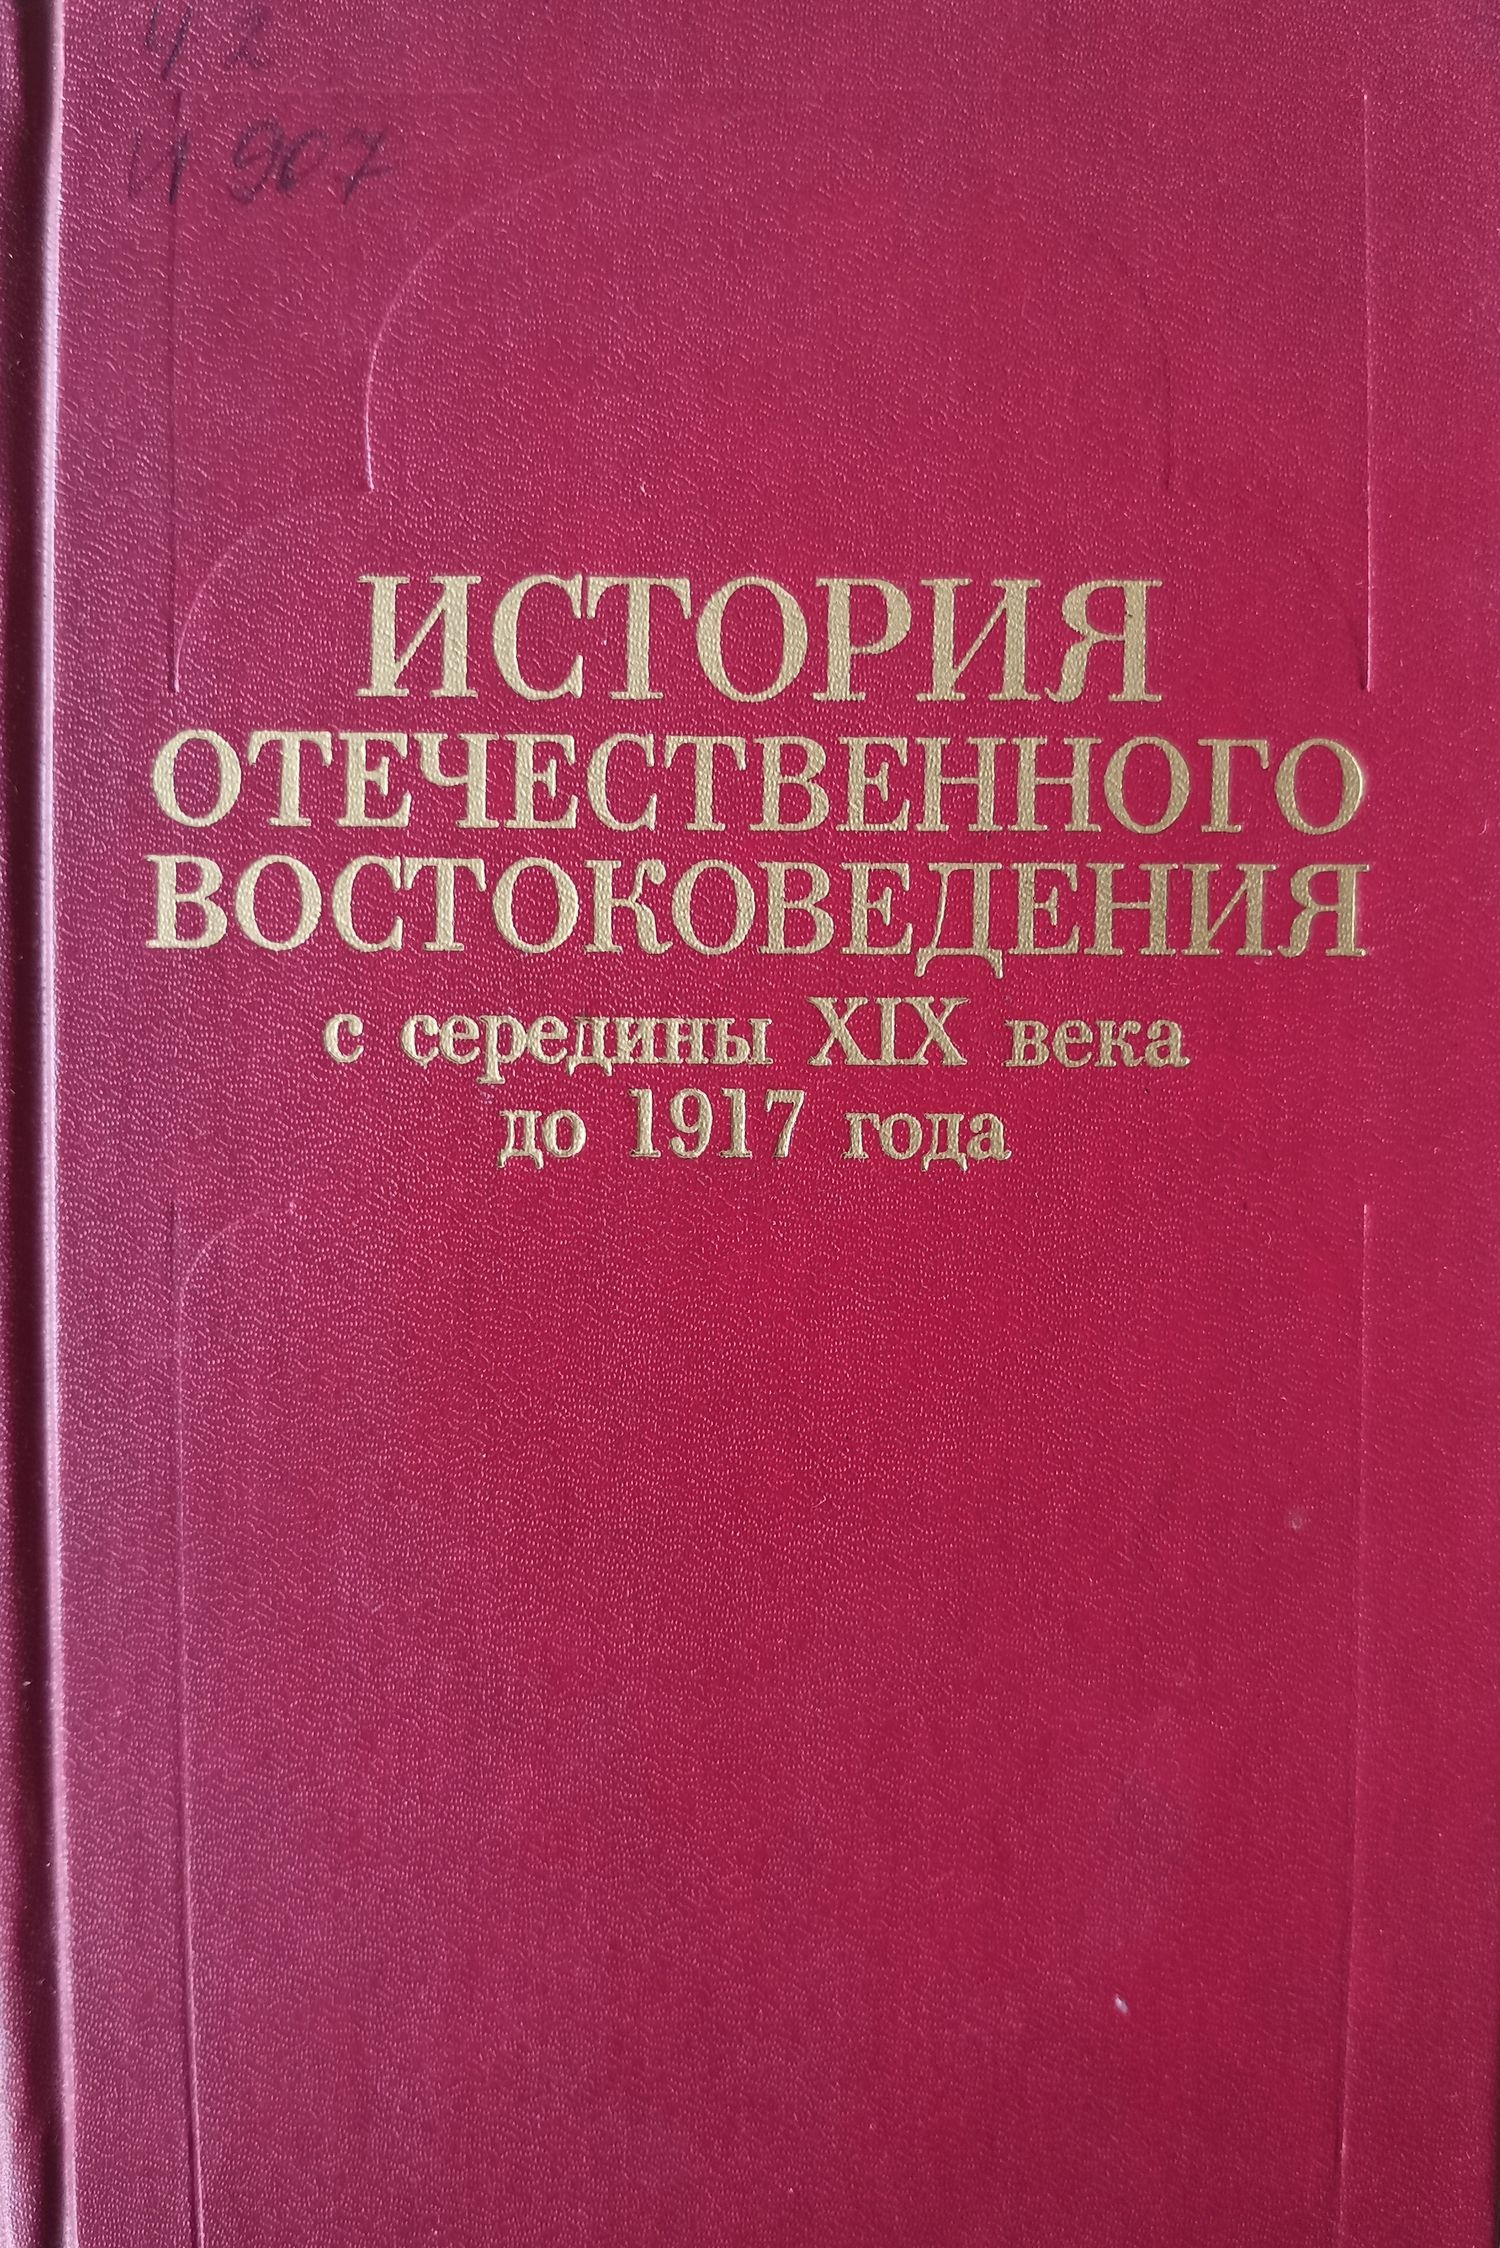 Ч 2
И 907
ИСТОРИЯ
ОТЕЧЕСТВЕННОГО
ВОСТОКОВЕДЕНИЯ
с середины XIX века
до 1917 года